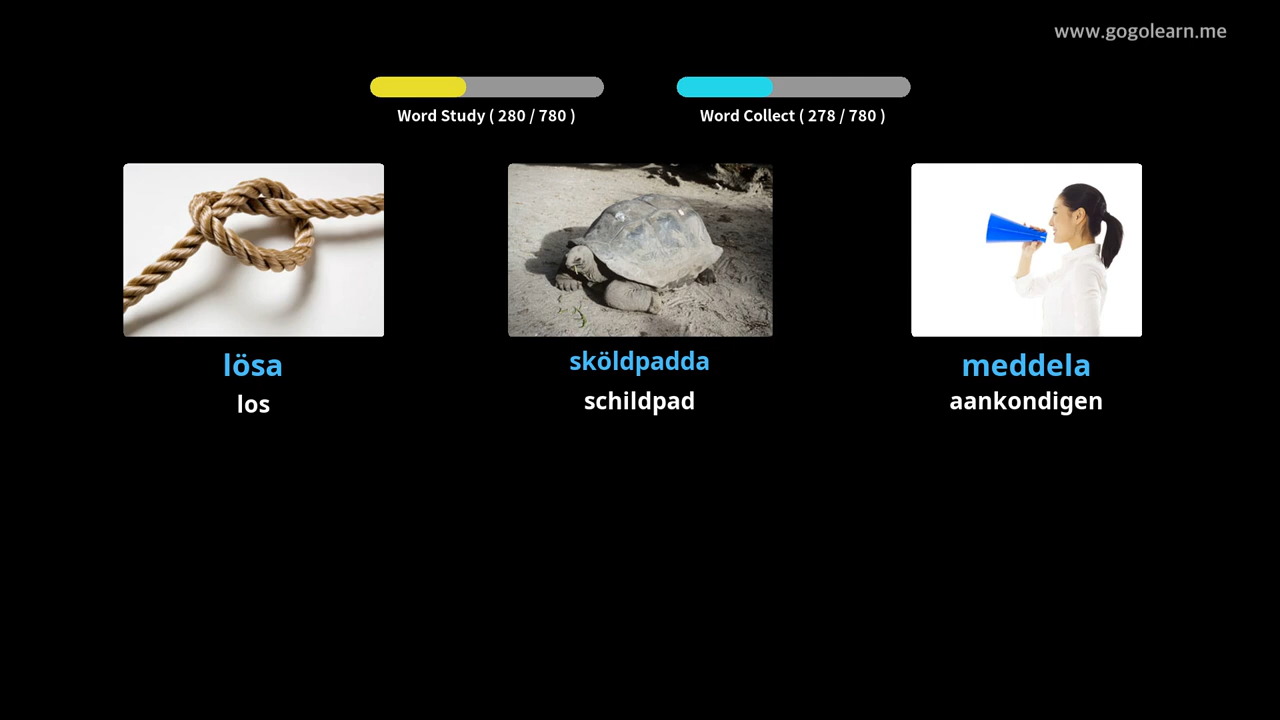 www.gogolearn.me
Word Study ( 280 / 780 )
Word Collect ( 278 / 780 )
lösa
los
sköldpadda
schildpad
meddela
aankondigen